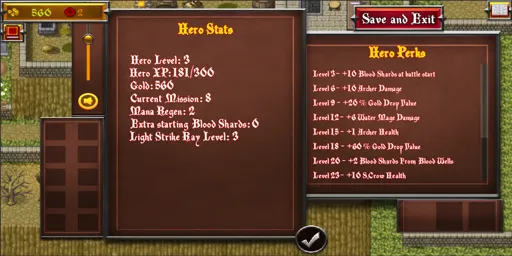 560
2
Save and Exit
Hero Stats
Hero Level: 3
Hero XP:181/300
Gold:560
Current Mission: 8
Mana Regen: 2
Extra starting Blood Shards: 0
Light Strike Ray Level: 3
Hero Perks
Level 3- +10 Blood Shards at battle start
Level 6- +10 Archer Damage
Level 9- +20% Gold Drop Value
Level 12- +6 Water Mage Damage
Level 15- +1 Archer Health
Level 18 - +60 % Gold Drop Value
Level 20 - +2 Blood Shards From Blood Wells
Level 25- +10 S.Crow Health